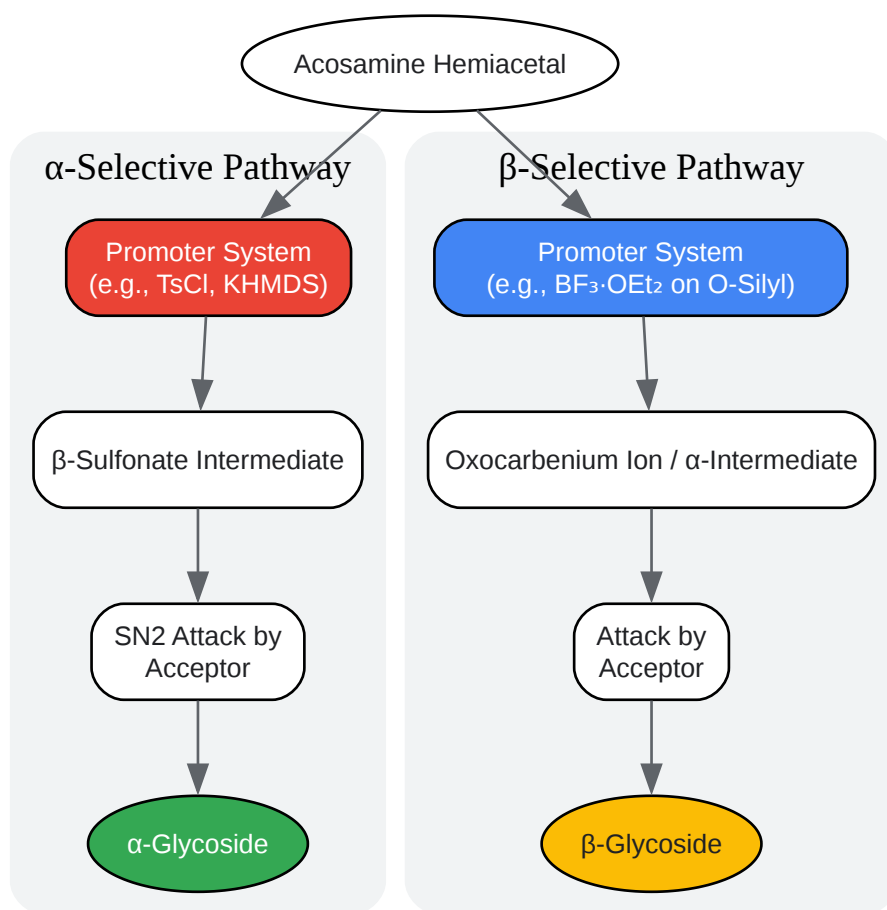 Acosamine Hemiacetal
α-Selective Pathway
Promoter System
(e.g., TsCl, KHMDS)
β-Sulfonate Intermediate
SN2 Attack by
Acceptor
α-Glycoside
β-Selective Pathway
Promoter System
(e.g., BF₃·OEt₂ on O-Silyl)
Oxocarbenium Ion / α-Intermediate
Attack by
Acceptor
β-Glycoside